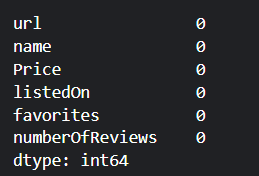 url 0
name 0
Price 0
listedOn 0
favorites 0
numberOfReviews 0
dtype: int64